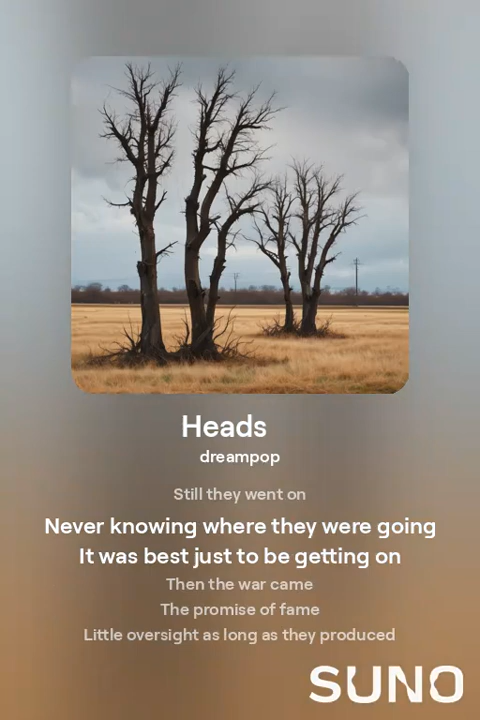 Heads
dreampop
Still they went on
Never knowing where they were going
It was best just to be getting on
Then the war came
The promise of fame
Little oversight as long as they produced
SUNO